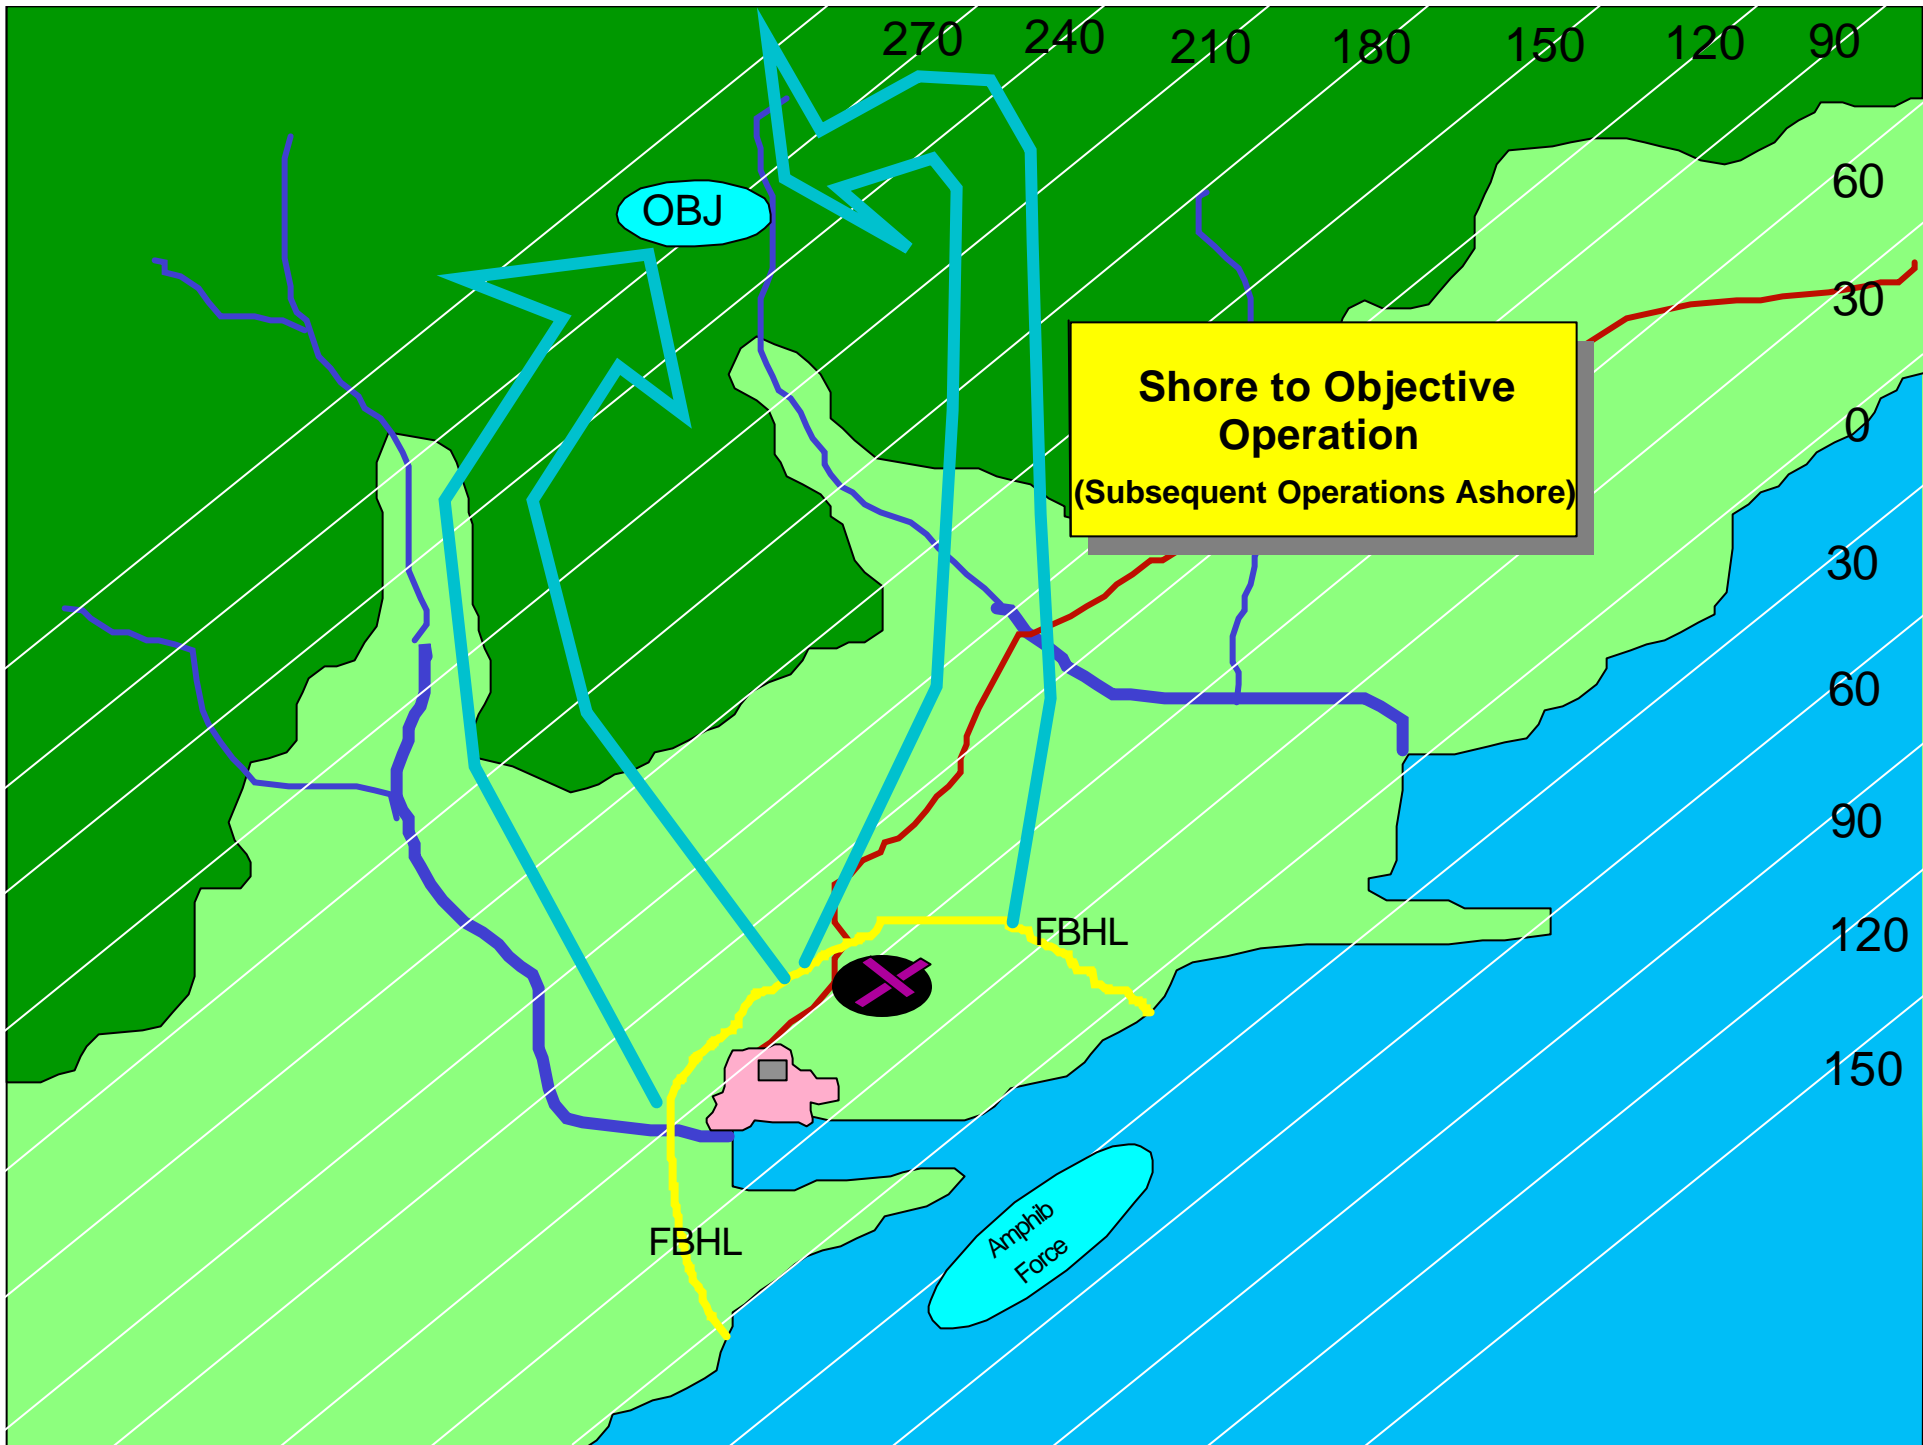 270
240
210
180
150
120
90
60
OBJ
30
Shore to Objective
Operation
(Subsequent Operations Ashore)
0
30
60
90
FBHL
120
150
FBHL
Amphib
Force